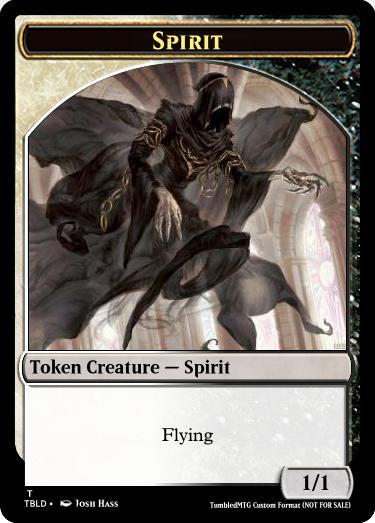 Spirit
Token Creature — Spirit
Flying
1/1
T
TBLD • Josh Hass
TumbledMTG Custom Format (NOT FOR SALE)